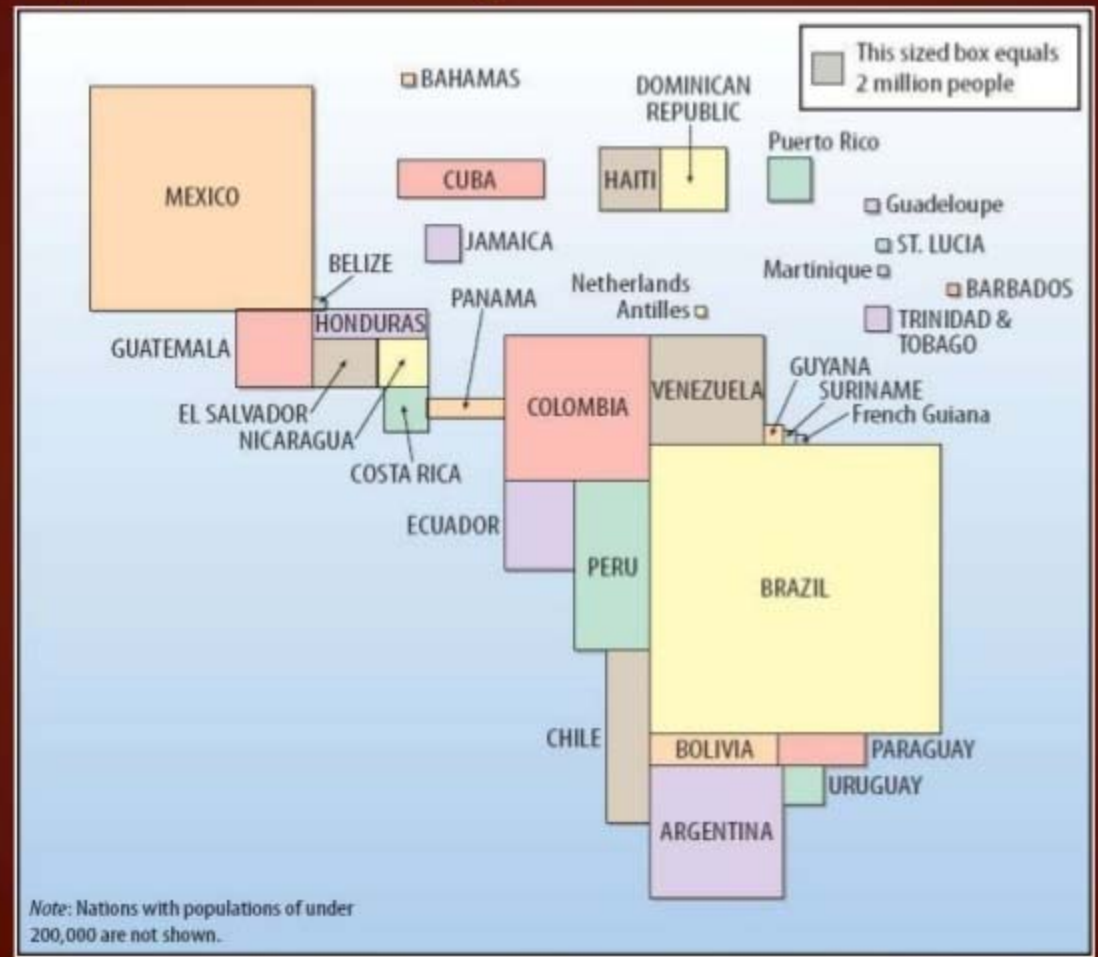 This sized box equals
2 million people
BAHAMAS
DOMINICAN
REPUBLIC
Puerto Rico
MEXICO
CUBA
HAITI
Guadeloupe
JAMAICA
ST. LUCIA
BELIZE
Martinique
PANAMA
Netherlands
Antilles
BARBADOS
HONDURAS
TRINIDAD &
TOBAGO
GUATEMALA
GUYANA
VENEZUELA
SURINAME
COLOMBIA
French Guiana
EL SALVADOR
NICARAGUA
COSTA RICA
ECUADOR
PERU
BRAZIL
CHILE
BOLIVIA
PARAGUAY
URUGUAY
ARGENTINA
Note: Nations with populations of under
200,000 are not shown.